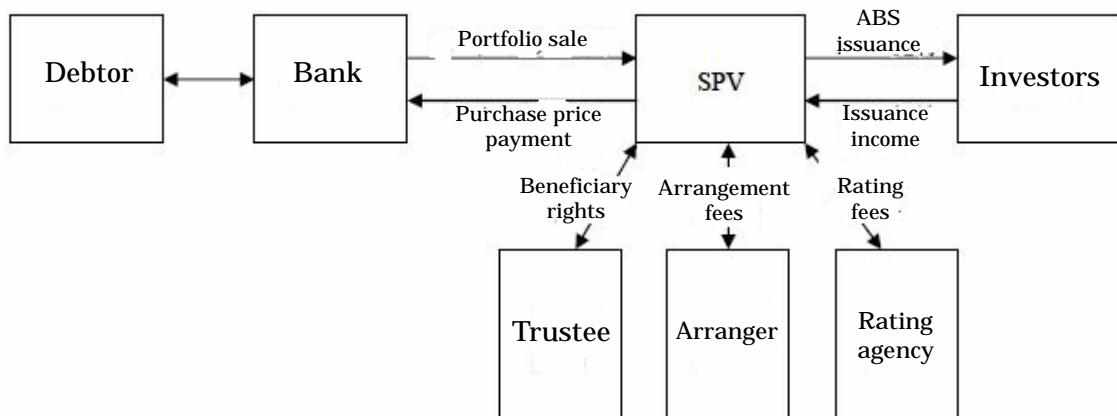 Debtor
Bank
Portfolio sale
Purchase price
payment
SPV
ABS
issuance
Issuance
income
Investors
Beneficiary
rights
Arrangement
fees
Rating
fees
Trustee
Arranger
Rating
agency